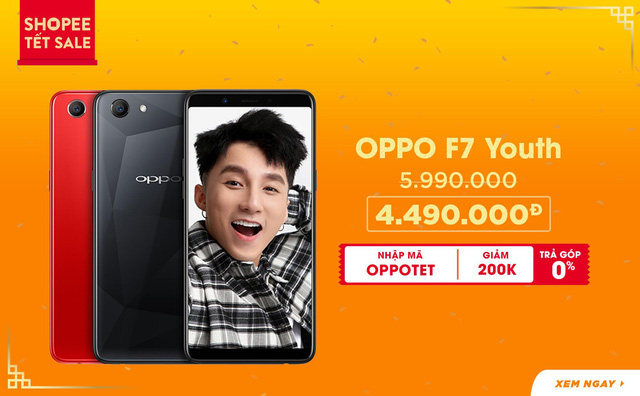 SHOPEE
TẾT SALE
oppo
OPPO F7 Youth
5.990.000
4.490.000Đ
NHẬP MÃ
OPPOTET
GIẢM
200K
TRẢ GÓP
0%
XEM NGAY